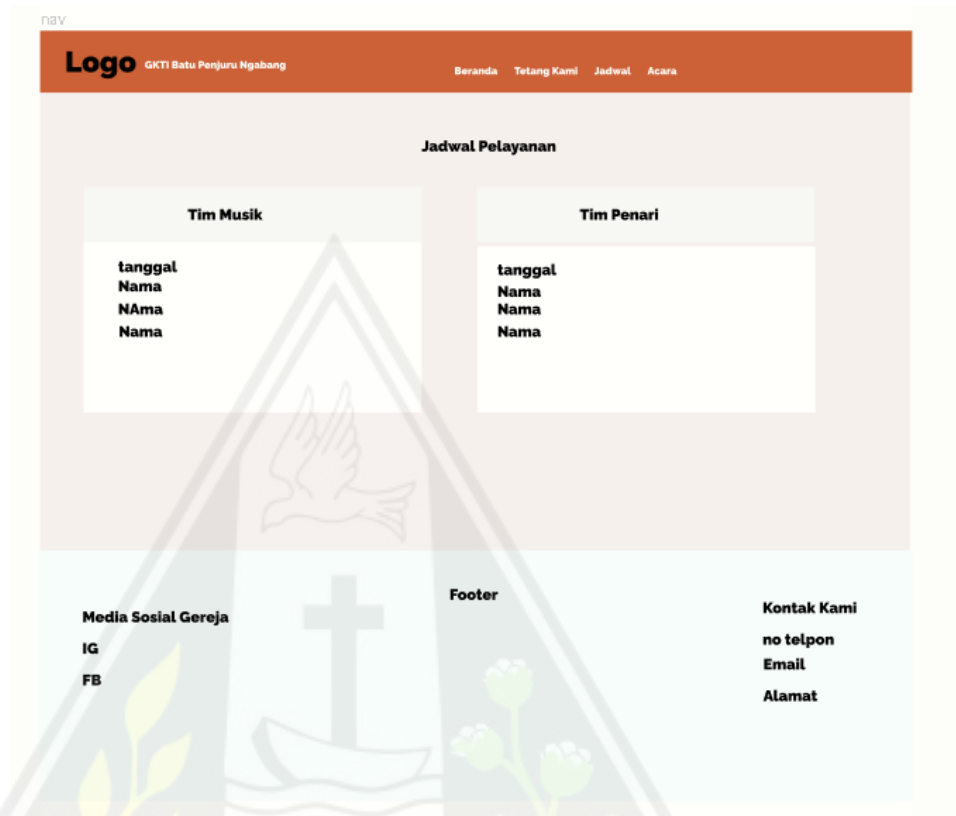 nav
Logo GKTI Batu Penjuru Ngabang
Beranda Tetang Kami Jadwal Acara
Jadwal Pelayanan
Tim Musik
tanggal
Nama
NAma
Nama
Tim Penari
tanggal
Nama
Nama
Nama
Footer
Media Sosial Gereja
IG
FB
Kontak Kami
no telpon
Email
Alamat